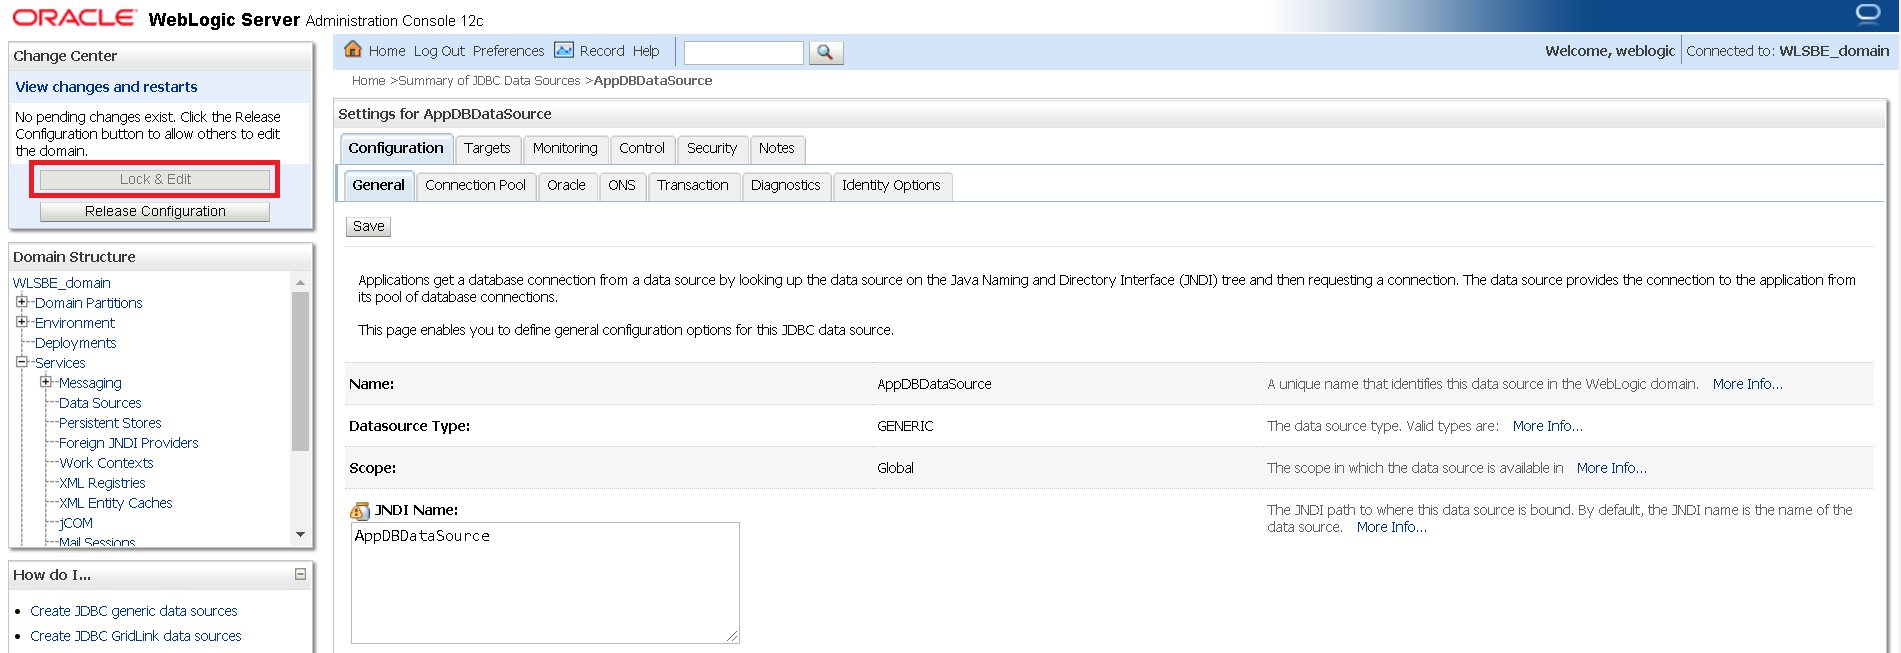 ORACLE WebLogic Server Administration Console 12c
Change Center
View changes and restarts
No pending changes exist. Click the Release
Configuration button to allow others to edit
the domain.
Lock & Edit
Release Configuration
Domain Structure
WLSBE_domain
Domain Partitions
Environment
Deployments
Services
Messaging
Data Sources
Persistent Stores
Foreign JNDI Providers
Work Contexts
XML Registries
XML Entity Caches
jCOM
Mail Sessions
How do I...
Create JDBC generic data sources
Create JDBC GridLink data sources
Home Log Out Preferences Record Help
Welcome, weblogic Connected to: WLSBE_domain
Home >Summary of JDBC Data Sources >AppDBDataSource
Settings for AppDBDataSource
Configuration Targets Monitoring Control Security Notes
General Connection Pool Oracle ONS Transaction Diagnostics Identity Options
Save
Applications get a database connection from a data source by looking up the data source on the Java Naming and Directory Interface (JNDI) tree and then requesting a connection. The data source provides the connection to the application from
its pool of database connections.
This page enables you to define general configuration options for this JDBC data source.
Name: AppDBDataSource A unique name that identifies this data source in the WebLogic domain. More Info...
Datasource Type: GENERIC The data source type. Valid types are: More Info...
Scope: Global The scope in which the data source is available in More Info...
JNDI Name:
AppDBDataSource
The JNDI path to where this data source is bound. By default, the JNDI name is the name of the
data source. More Info...